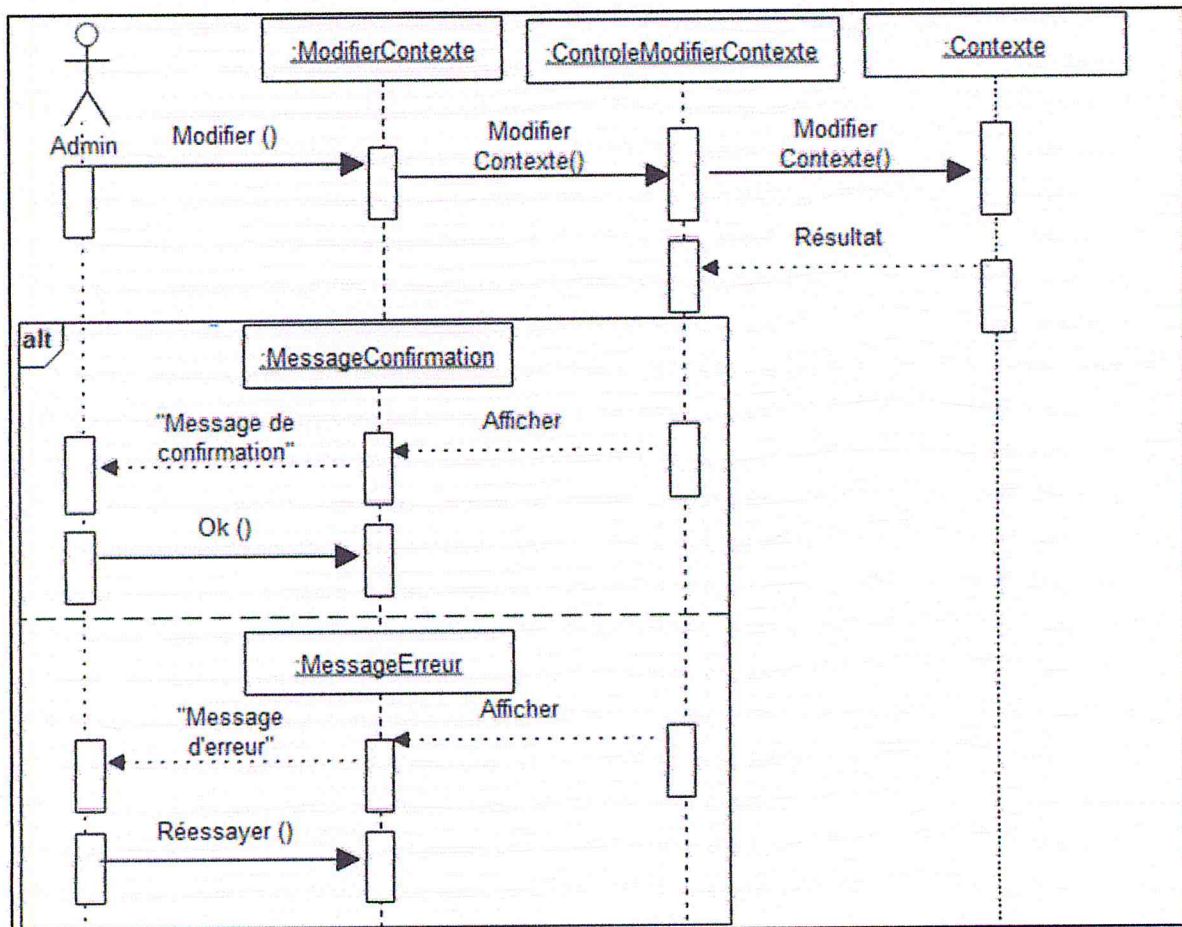 :ModifierContexte
:ControleModifierContexte
:Contexte
Admin
Modifier ()
Modifier
Contexte()
Modifier
Contexte()
Résultat
alt
:MessageConfirmation
"Message de
confirmation"
Afficher
Ok ()
:MessageErreur
"Message
d'erreur"
Afficher
Réessayer ()